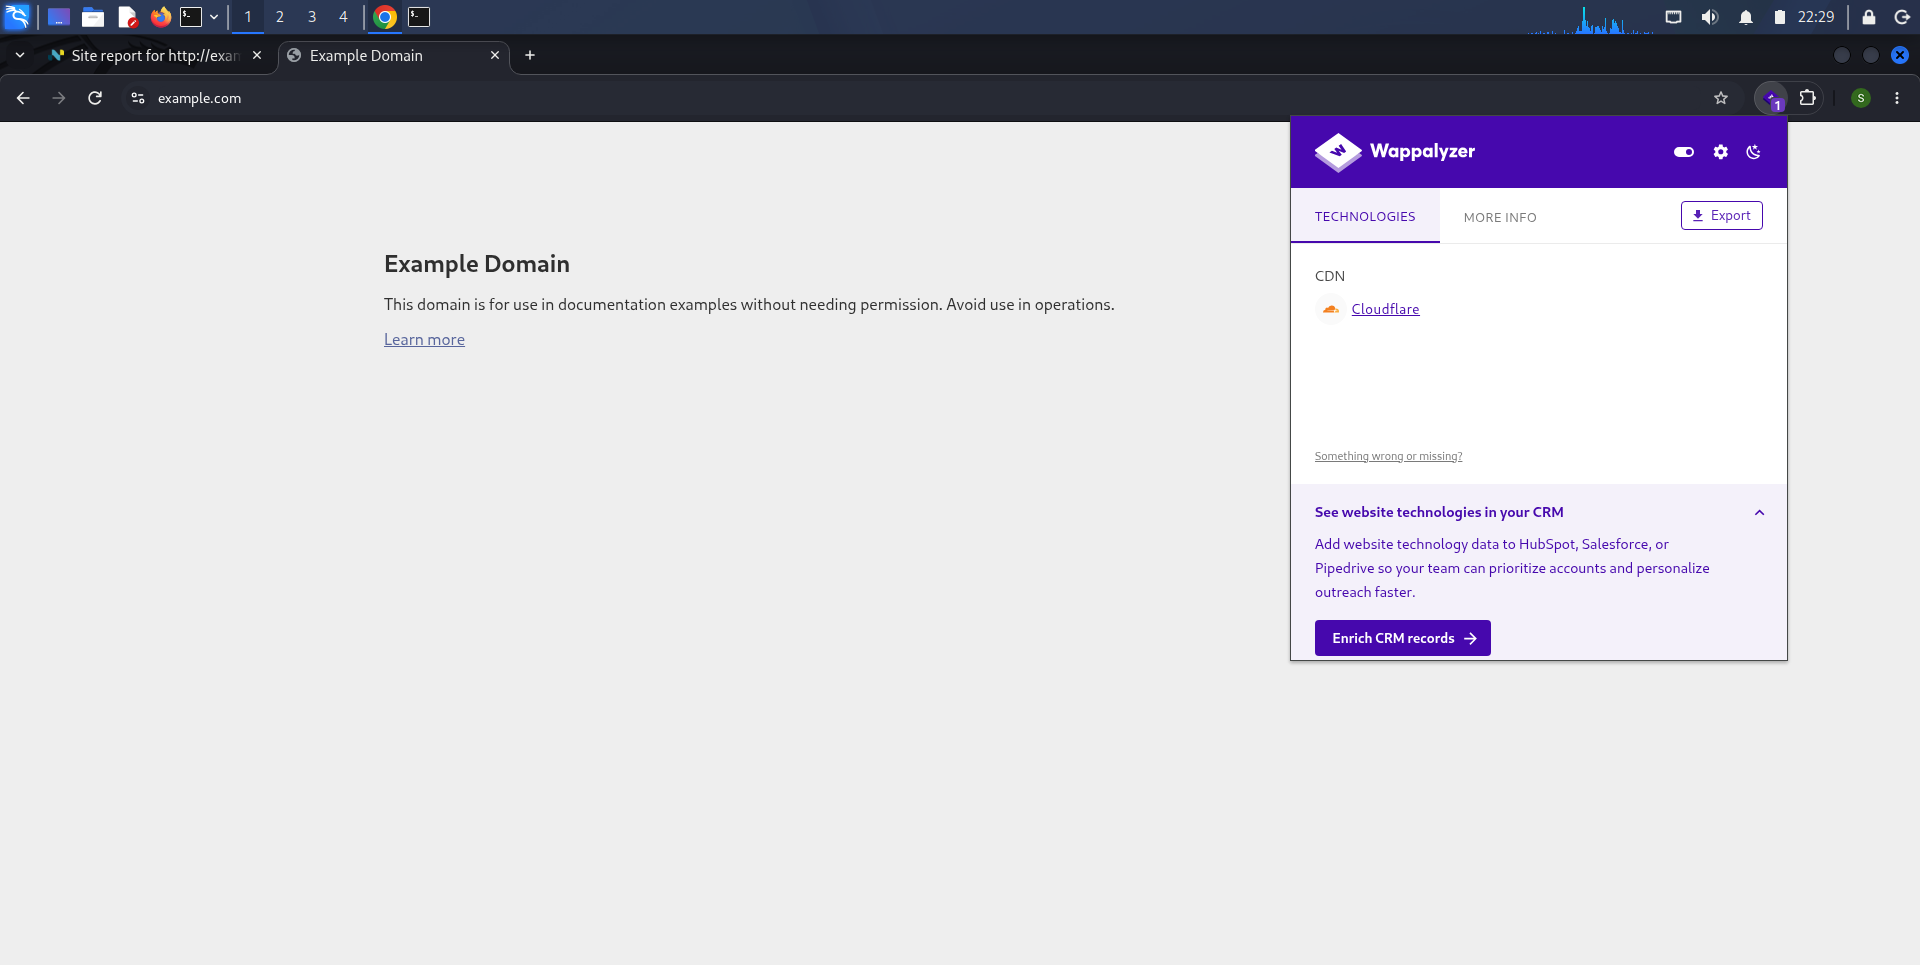 1 2 3 4
22:29
Site report for http://exam
Example Domain
example.com
1
S
Wappalyzer
TECHNOLOGIES
MORE INFO
Export
CDN
Cloudflare
Something wrong or missing?
See website technologies in your CRM
Add website technology data to HubSpot, Salesforce, or
Pipedrive so your team can prioritize accounts and personalize
outreach faster.
Enrich CRM records
Example Domain
This domain is for use in documentation examples without needing permission. Avoid use in operations.
Learn more